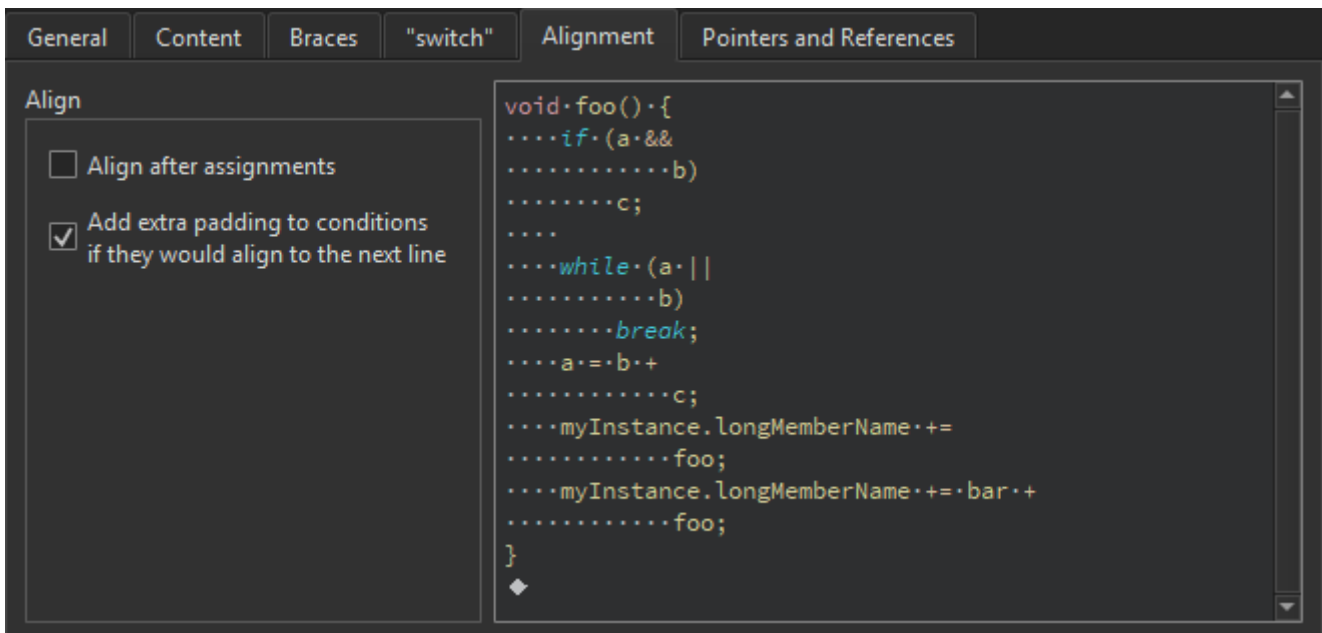 General Content Braces "switch" Alignment Pointers and References
Align
Align after assignments
Add extra padding to conditions
if they would align to the next line
void·foo()·{
····if·(a·&&
············b)
········c;
····
····while·(a·||
···········b)
········break;
····a·=·b·+
············c;
····myInstance.longMemberName·+=
············foo;
····myInstance.longMemberName·+=·bar·+
············foo;
}